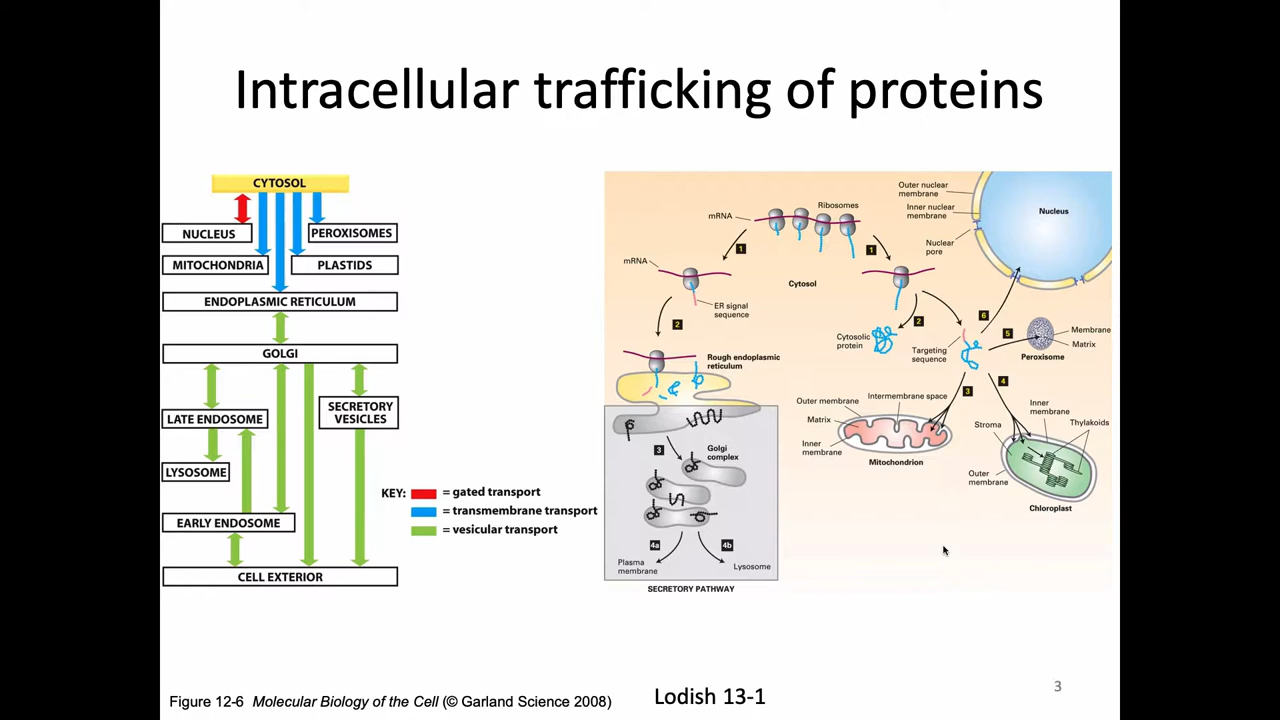 Intracellular trafficking of proteins
CYTOSOL
NUCLEUS
PEROXISOMES
MITOCHONDRIA
PLASTIDS
ENDOPLASMIC RETICULUM
GOLGI
LATE ENDOSOME
SECRETORY
VESICLES
LYSOSOME
EARLY ENDOSOME
CELL EXTERIOR
KEY:
= gated transport
= transmembrane transport
= vesicular transport
mRNA
Ribosomes
1
1
mRNA
Cytosol
ER signal
sequence
2
2
Cytosolic
protein
Targeting
sequence
Rough endoplasmic
reticulum
Outer nuclear
membrane
Inner nuclear
membrane
Nuclear
pore
Nucleus
6
5
Membrane
Matrix
Peroxisome
4
3
Outer membrane
Intermembrane space
Matrix
Inner
membrane
Mitochondrion
Inner
membrane
Stroma
Thylakoids
Outer
membrane
Chloroplast
3
Golgi
complex
4a
4b
Plasma
membrane
Lysosome
SECRETORY PATHWAY
Figure 12-6 Molecular Biology of the Cell (© Garland Science 2008)
Lodish 13-1
3